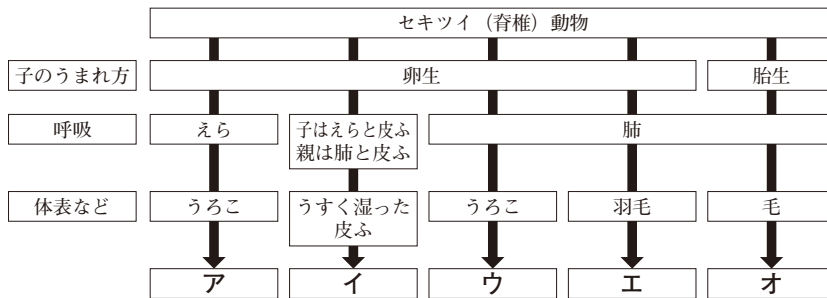 セキツイ（脊椎）動物
子のうまれ方
卵生
胎生
呼吸
えら
子はえらと皮ふ
親は肺と皮ふ
肺
体表など
うろこ
うすく湿った
皮ふ
うろこ
羽毛
毛
ア
イ
ウ
エ
オ